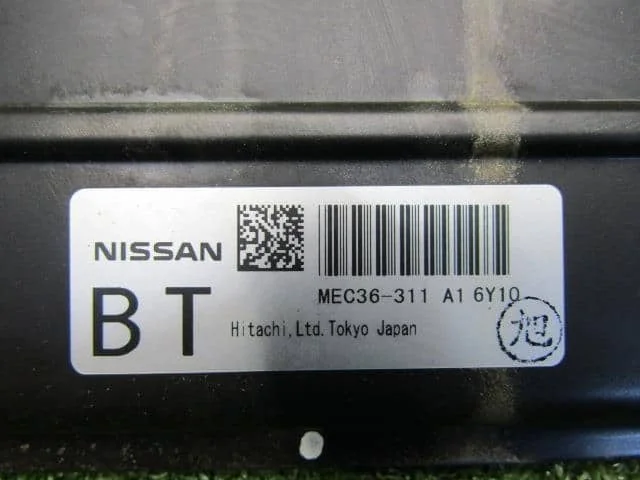 NISSAN
BT
MEC36-311 A1 6Y10
Hitachi,Ltd.Tokyo Japan
旭